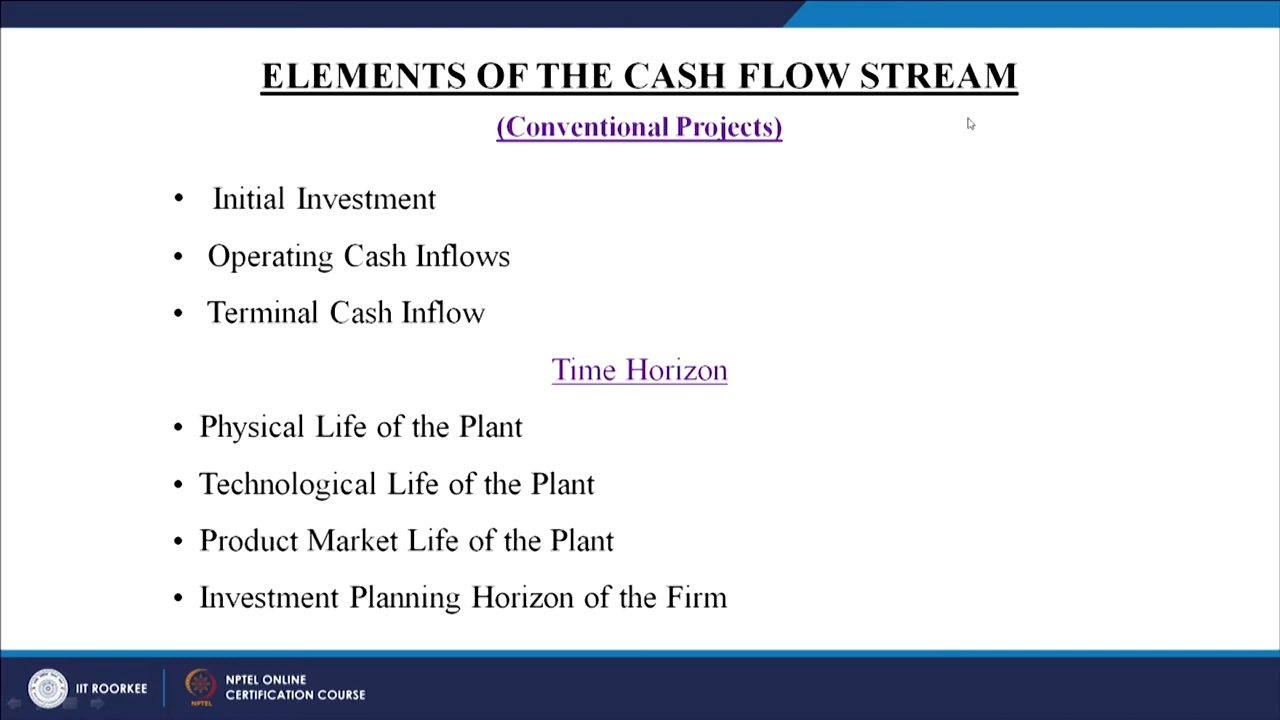 ELEMENTS OF THE CASH FLOW STREAM
(Conventional Projects)
• Initial Investment
• Operating Cash Inflows
• Terminal Cash Inflow
Time Horizon
• Physical Life of the Plant
• Technological Life of the Plant
• Product Market Life of the Plant
• Investment Planning Horizon of the Firm
IIT ROORKEE
NPTEL
NPTEL ONLINE
CERTIFICATION COURSE